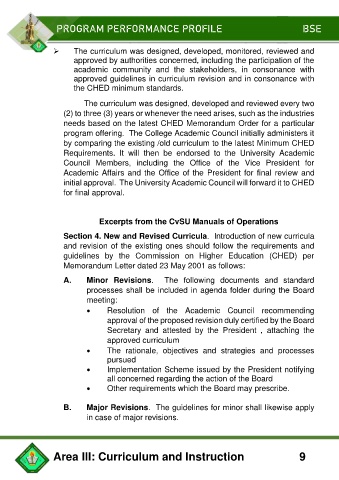 PROGRAM PERFORMANCE PROFILE BSE
➢ The curriculum was designed, developed, monitored, reviewed and
approved by authorities concerned, including the participation of the
academic community and the stakeholders, in consonance with
approved guidelines in curriculum revision and in consonance with
the CHED minimum standards.
The curriculum was designed, developed and reviewed every two
(2) to three (3) years or whenever the need arises, such as the industries
needs based on the latest CHED Memorandum Order for a particular
program offering. The College Academic Council initially administers it
by comparing the existing /old curriculum to the latest Minimum CHED
Requirements. It will then be endorsed to the University Academic
Council Members, including the Office of the Vice President for
Academic Affairs and the Office of the President for final review and
initial approval. The University Academic Council will forward it to CHED
for final approval.
Excerpts from the CvSU Manuals of Operations
Section 4. New and Revised Curricula. Introduction of new curricula
and revision of the existing ones should follow the requirements and
guidelines by the Commission on Higher Education (CHED) per
Memorandum Letter dated 23 May 2001 as follows:
A. Minor Revisions. The following documents and standard
processes shall be included in agenda folder during the Board
meeting:
• Resolution of the Academic Council recommending
approval of the proposed revision duly certified by the Board
Secretary and attested by the President , attaching the
approved curriculum
• The rationale, objectives and strategies and processes
pursued
• Implementation Scheme issued by the President notifying
all concerned regarding the action of the Board
• Other requirements which the Board may prescribe.
B. Major Revisions. The guidelines for minor shall likewise apply
in case of major revisions.
Area III: Curriculum and Instruction 9